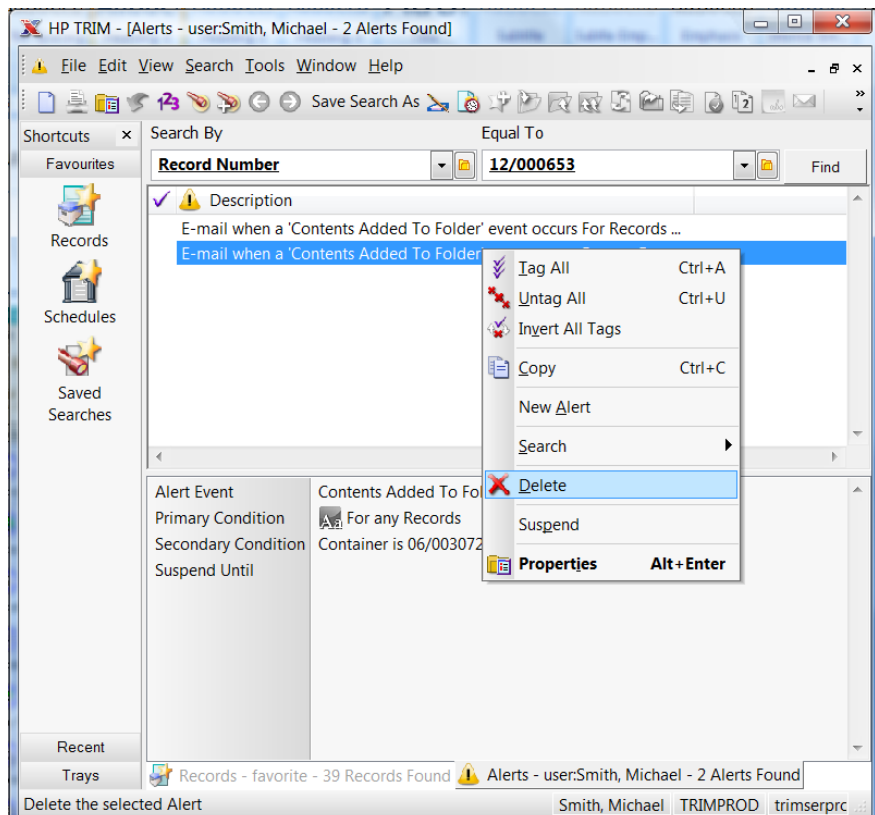 HP TRIM - [Alerts - user:Smith, Michael - 2 Alerts Found]
File Edit View Search Tools Window Help
Save Search As
Shortcuts
Search By Equal To
Favourites
Record Number 12/000653 Find
Description
E-mail when a 'Contents Added To Folder' event occurs For Records ...
E-mail when a 'Contents Added To Folder'
Records
Schedules
Saved
Searches
Tag All Ctrl+A
Untag All Ctrl+U
Invert All Tags
Copy Ctrl+C
New Alert
Search
Delete
Suspend
Properties Alt+Enter
Alert Event Contents Added To Fol
Primary Condition For any Records
Secondary Condition Container is 06/003072
Suspend Until
Recent
Trays
Records - favorite - 39 Records Found Alerts - user:Smith, Michael - 2 Alerts Found
Delete the selected Alert Smith, Michael TRIMPROD trimserprc